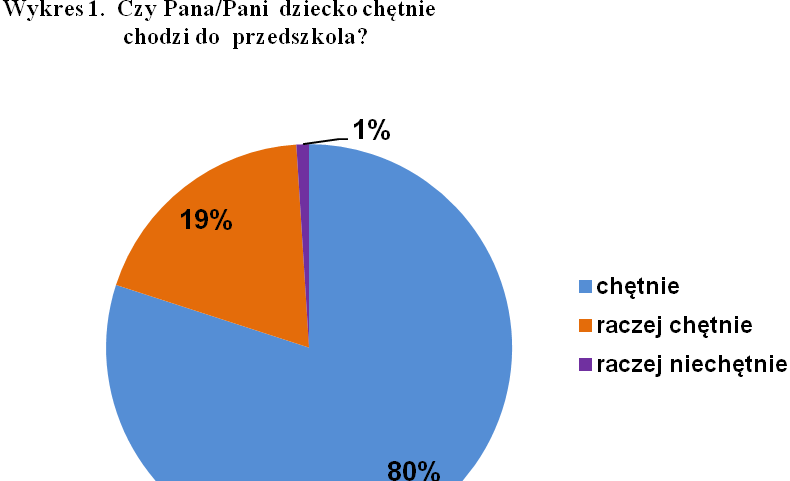 Wykres 1. Czy Pana/Pani dziecko chętnie
chodzi do przedszkola?
1%
19%
chętnie
raczej chętnie
raczej niechętnie
80%